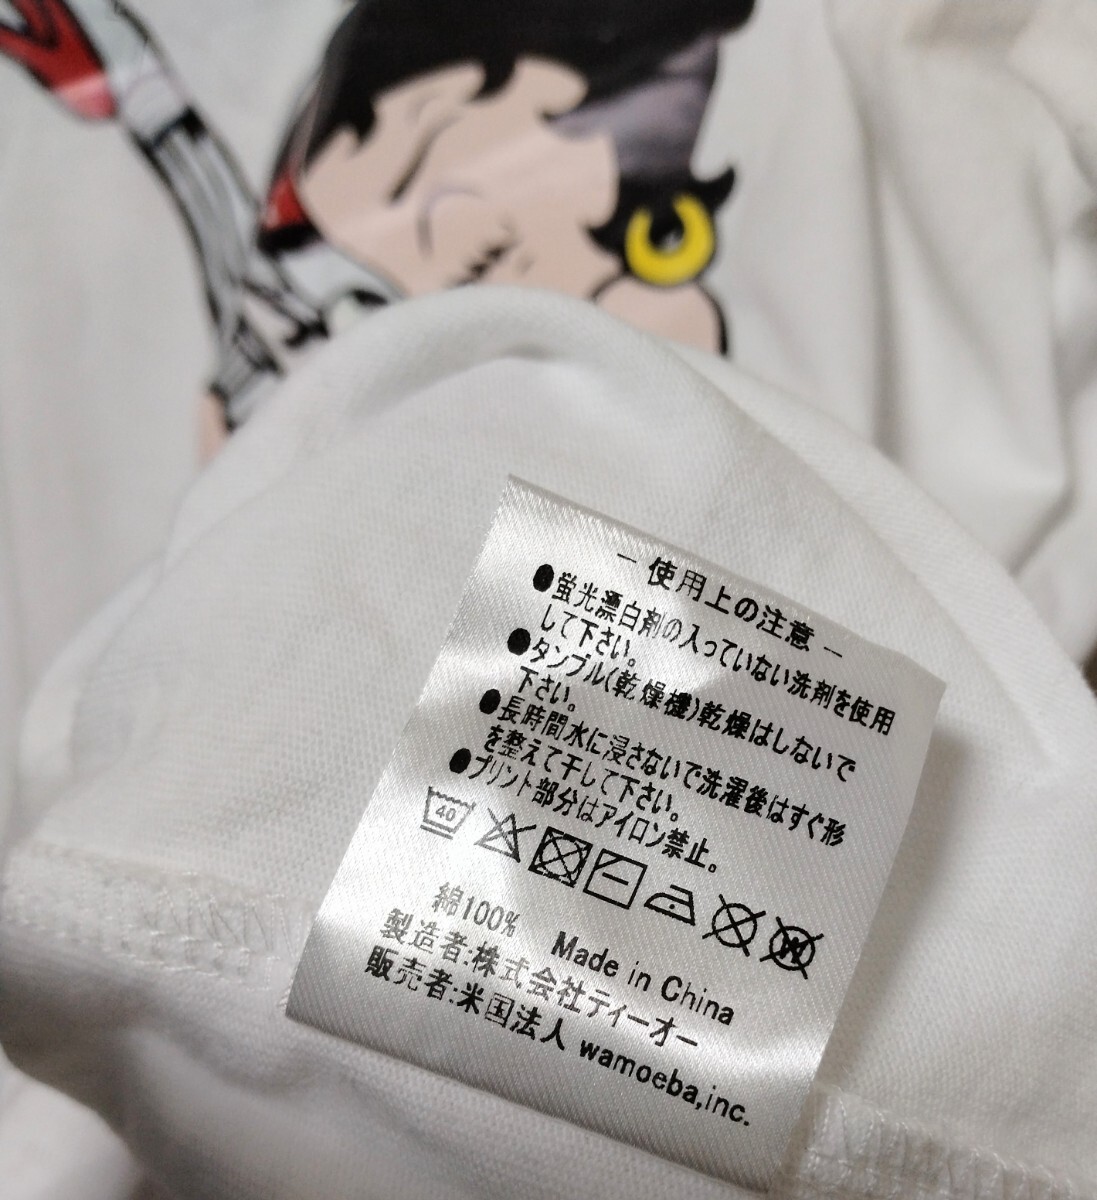 – 使用上の注意 –
●蛍光漂白剤の入っていない洗剤を使用
して下さい。
●タンブル(乾燥機)乾燥はしないで
下さい。
●長時間水に浸さないで洗濯後はすぐ形
を整えて干して下さい。
●プリント部分はアイロン禁止。
40
W
綿100%　Made in China
製造者:株式会社ティーオー
販売者:米国法人 wamoeba,inc.